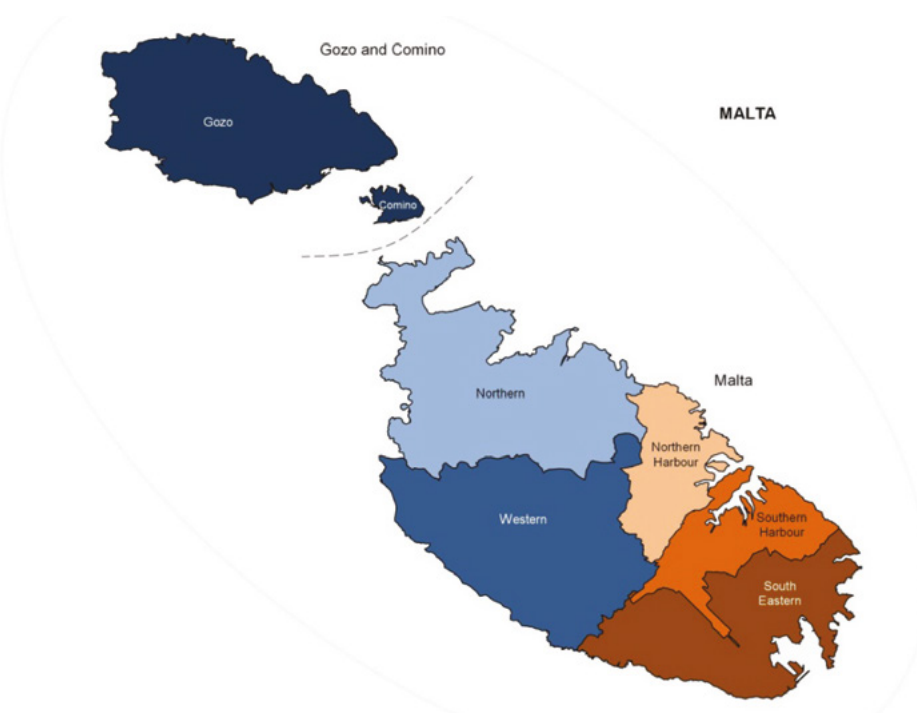 Gozo and Comino
MALTA
Gozo
Comino
Malta
Northern
Northern
Harbour
Western
Southern
Harbour
South
Eastern